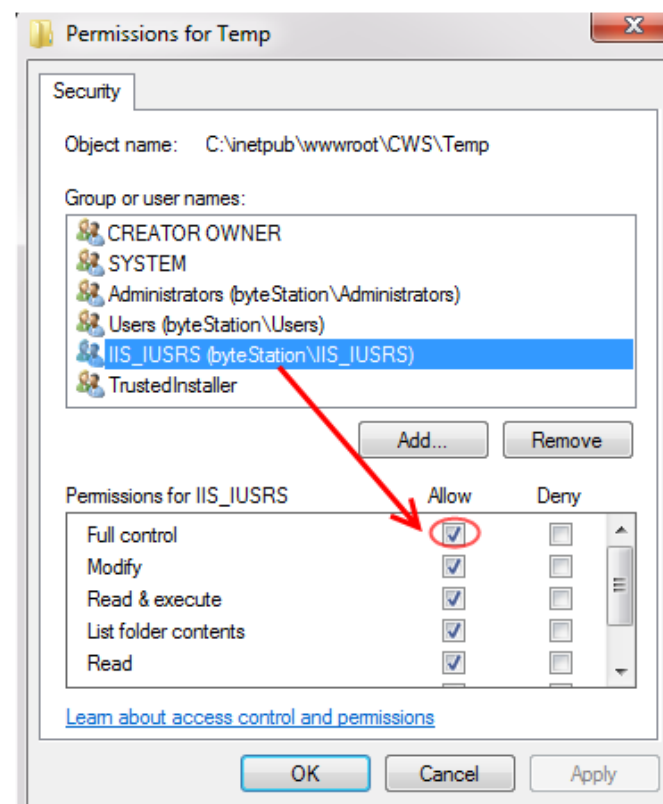 Permissions for Temp
Security
Object name: C:\inetpub\wwwroot\CWS\Temp
Group or user names:
CREATOR OWNER
SYSTEM
Administrators (byteStation\Administrators)
Users (byteStation\Users)
IIS_IUSRS (byteStation\IIS_IUSRS)
TrustedInstaller
Add... Remove
Permissions for IIS_IUSRS Allow Deny
Full control
Modify
Read & execute
List folder contents
Read
Learn about access control and permissions
OK Cancel Apply